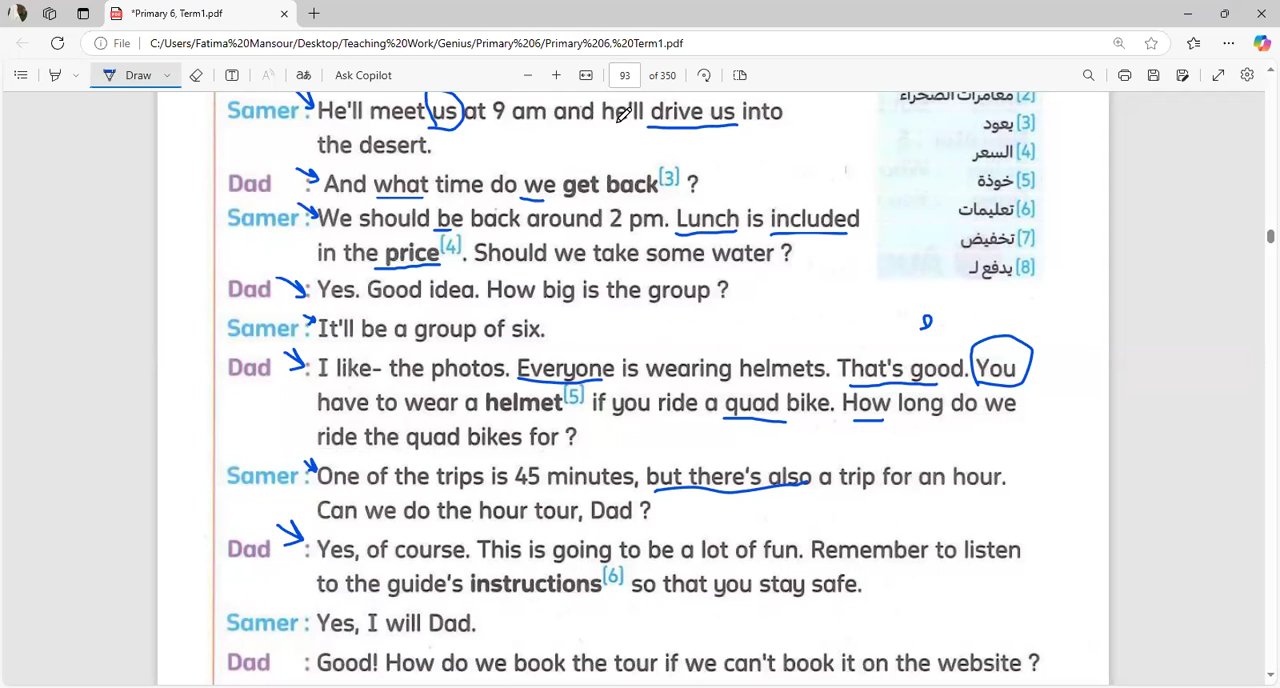 *Primary 6, Term1.pdf
File C:/Users/Fatima%20Mansour/Desktop/Teaching%20Work/Genius/Primary%206/Primary%206.%20Term1.pdf
Draw Ask Copilot 93 of 350
Samer : He'll meet us at 9 am and he'll drive us into
the desert.
Dad : And what time do we get back[3] ?
Samer : We should be back around 2 pm. Lunch is included
in the price[4]. Should we take some water ?
Dad : Yes. Good idea. How big is the group ?
Samer : It'll be a group of six.
Dad : I like- the photos. Everyone is wearing helmets. That's good. You
have to wear a helmet[5] if you ride a quad bike. How long do we
ride the quad bikes for ?
Samer : One of the trips is 45 minutes, but there's also a trip for an hour.
Can we do the hour tour, Dad ?
Dad : Yes, of course. This is going to be a lot of fun. Remember to listen
to the guide's instructions[6] so that you stay safe.
Samer : Yes, I will Dad.
Dad : Good! How do we book the tour if we can't book it on the website ?
[2] مغامرات الصحراء
[3] يعود
[4] السعر
[5] خوذة
[6] تعليمات
[7] تخفيض
[8] يدفع لـ